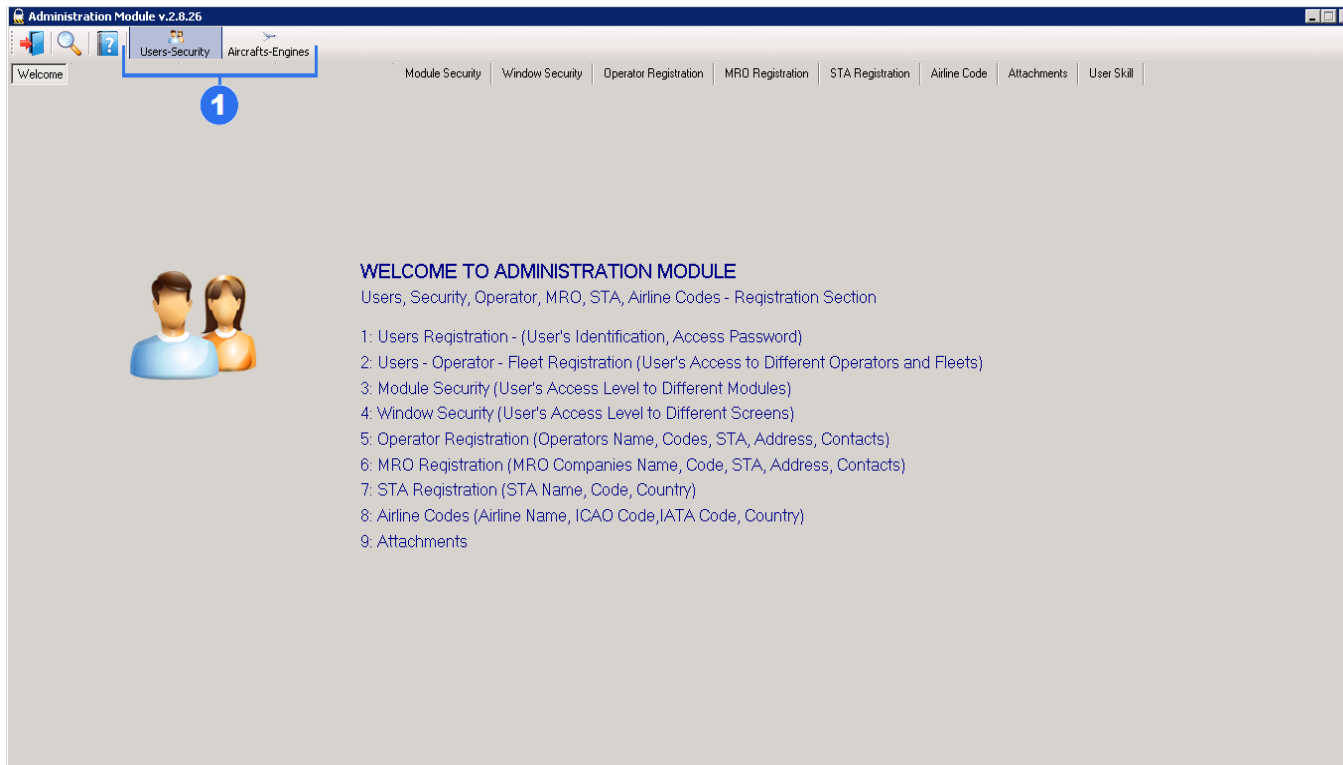 Administration Module v.2.8.26
?
Users-Security Aircrafts-Engines
Welcome Module Security Window Security Operator Registration MRO Registration STA Registration Airline Code Attachments User Skill
1
WELCOME TO ADMINISTRATION MODULE
Users, Security, Operator, MRO, STA, Airline Codes - Registration Section
1: Users Registration - (User's Identification, Access Password)
2: Users - Operator - Fleet Registration (User's Access to Different Operators and Fleets)
3: Module Security (User's Access Level to Different Modules)
4: Window Security (User's Access Level to Different Screens)
5: Operator Registration (Operators Name, Codes, STA, Address, Contacts)
6: MRO Registration (MRO Companies Name, Code, STA, Address, Contacts)
7: STA Registration (STA Name, Code, Country)
8: Airline Codes (Airline Name, ICAO Code,IATA Code, Country)
9: Attachments